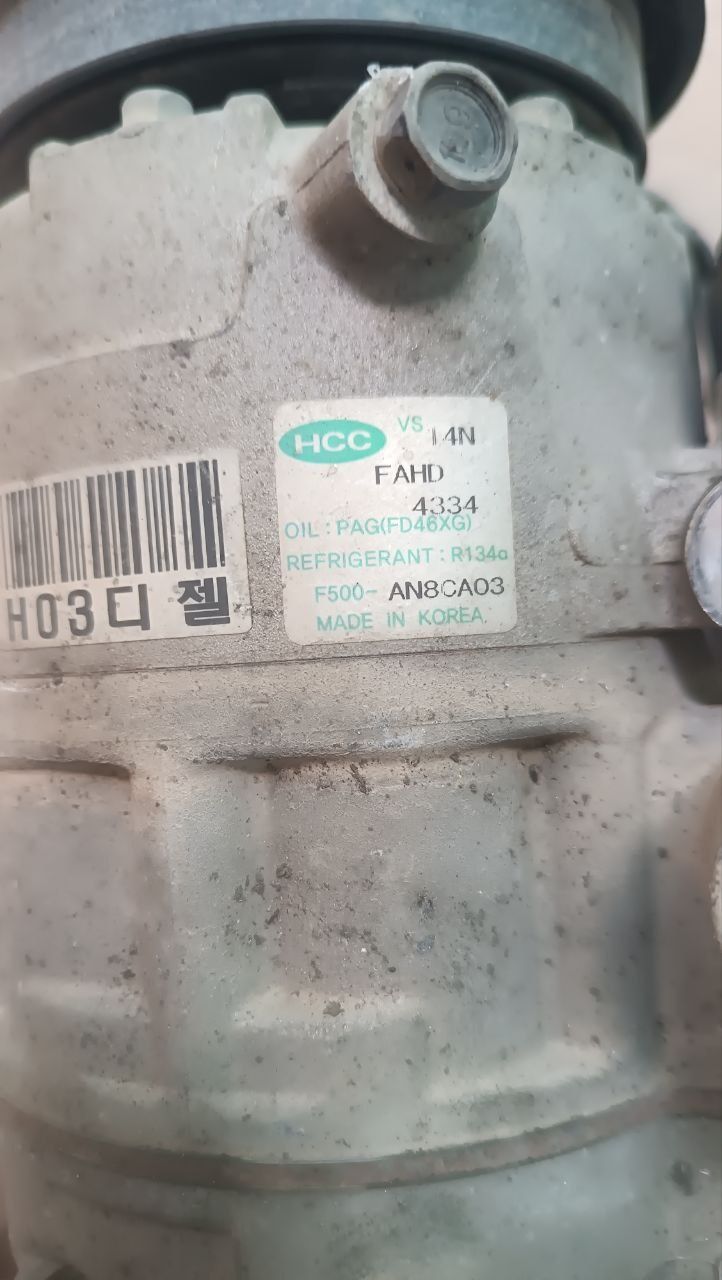 HCC VS 14N
FAHD
4334
OIL : PAG(FD46XG)
REFRIGERANT : R134a
F500- AN8CA03
MADE IN KOREA.
H03디젤